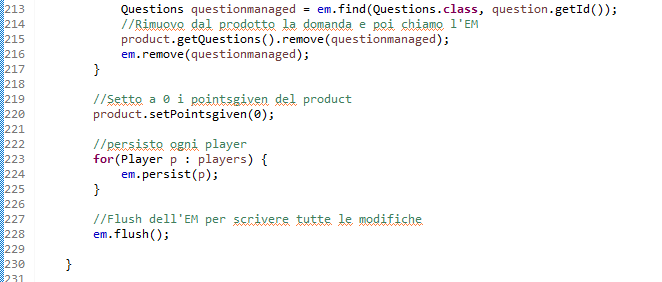 213 Questions questionmanaged = em.find(Questions.class, question.getId());
214 //Rimuovo dal prodotto la domanda e poi chiamo l'EM
215 product.getQuestions().remove(questionmanaged);
216 em.remove(questionmanaged);
217 }
218
219 //Setto a 0 i pointsgiven del product
220 product.setPointsgiven(0);
221
222 //persisto ogni player
223 for(Player p : players) {
224 em.persist(p);
225 }
226
227 //Flush dell'EM per scrivere tutte le modifiche
228 em.flush();
229
230 }
231